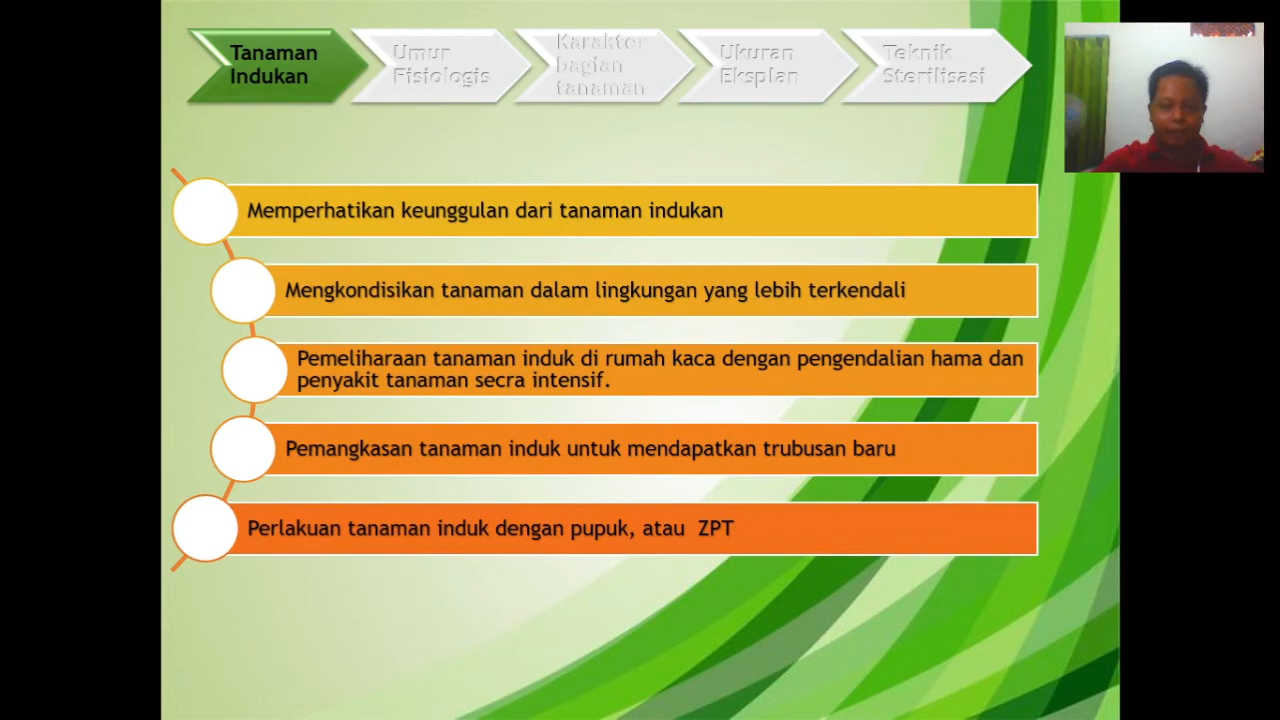 Tanaman
Indukan
Umur
Fisiologis
Karakter
bagian
tanaman
Ukuran
Eksplan
Teknik
Sterilisasi
Memperhatikan keunggulan dari tanaman indukan
Mengkondisikan tanaman dalam lingkungan yang lebih terkendali
Pemeliharaan tanaman induk di rumah kaca dengan pengendalian hama dan
penyakit tanaman secra intensif.
Pemangkasan tanaman induk untuk mendapatkan trubusan baru
Perlakuan tanaman induk dengan pupuk, atau ZPT